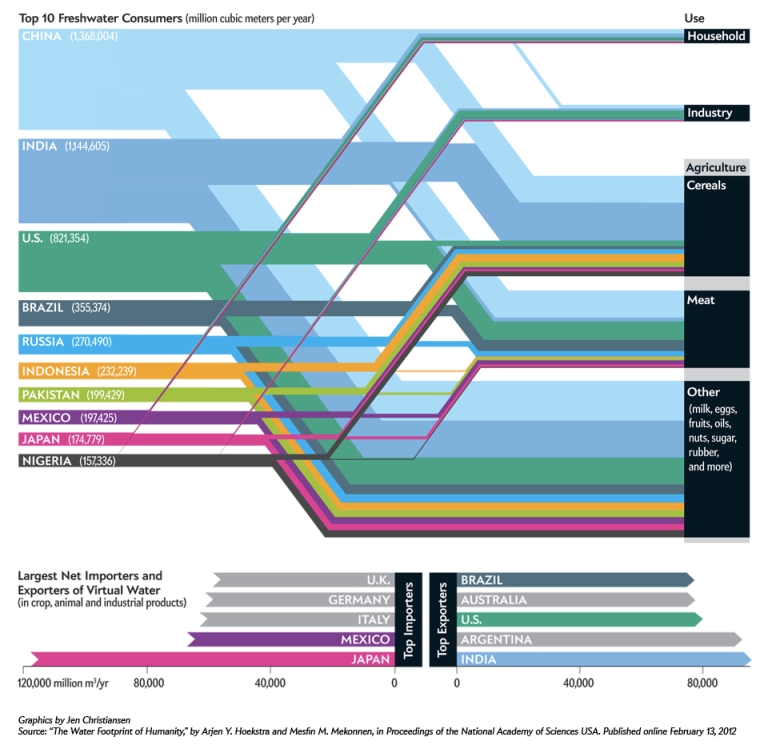 Top 10 Freshwater Consumers (million cubic meters per year)
Use
CHINA (1,368,004)
Household
Industry
INDIA (1,144,605)
Agriculture
Cereals
U.S. (821,354)
Meat
BRAZIL (355,374)
RUSSIA (270,490)
INDONESIA (232,239)
PAKISTAN (199,429)
MEXICO (197,425)
JAPAN (174,779)
NIGERIA (157,336)
Other
(milk, eggs,
fruits, oils,
nuts, sugar,
rubber,
and more)
Largest Net Importers and
Exporters of Virtual Water
(in crop, animal and industrial products)
U.K.
GERMANY
ITALY
MEXICO
JAPAN
Top Importers
Top Exporters
BRAZIL
AUSTRALIA
U.S.
ARGENTINA
INDIA
120,000 million m³/yr 80,000 40,000 0 0 40,000 80,000
Graphics by Jen Christiansen
Source: "The Water Footprint of Humanity," by Arjen Y. Hoekstra and Mesfin M. Mekonnen, in Proceedings of the National Academy of Sciences USA. Published online February 13, 2012